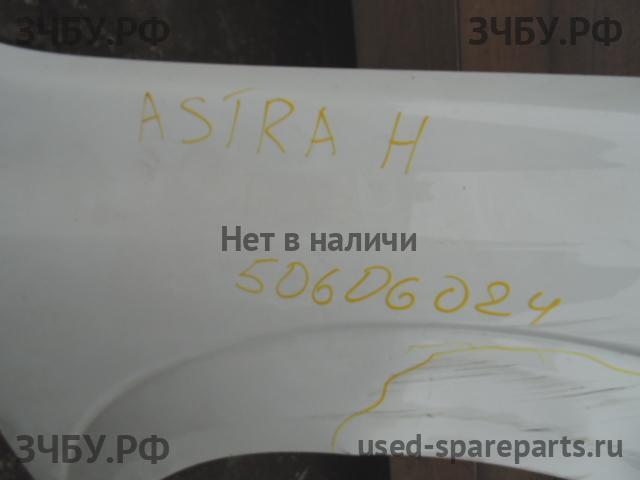 ЗЧБУ.РФ ЗЧБУ.РФ
ASTRA H
Нет в наличи
50606024
ЗЧБУ.РФ used-spareparts.ru